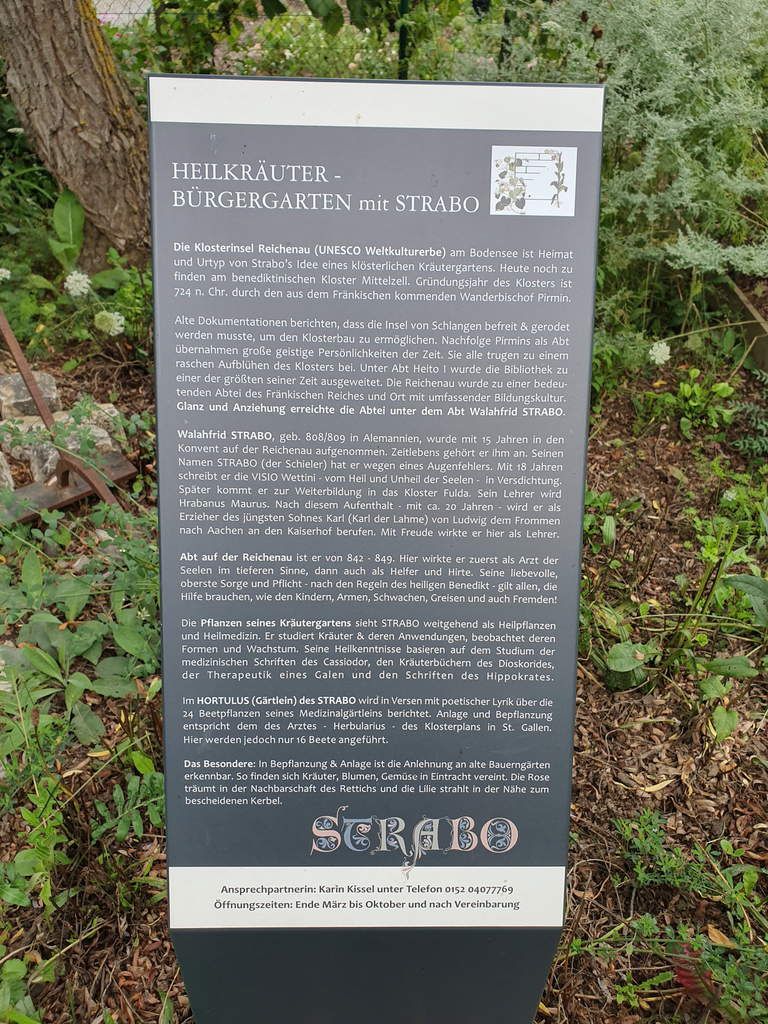 HEILKRÄUTER -
BÜRGERGARTEN mit STRABO
Die Klosterinsel Reichenau (UNESCO Weltkulturerbe) am Bodensee ist Heimat
und Urtyp von Strabo's Idee eines klösterlichen Kräutergartens. Heute noch zu
finden am benediktinischen Kloster Mittelzell. Gründungsjahr des Klosters ist
724 n. Chr. durch den aus dem Fränkischen kommenden Wanderbischof Pirmin.
Alte Dokumentationen berichten, dass die Insel von Schlangen befreit & gerodet
werden musste, um den Klosterbau zu ermöglichen. Nachfolge Pirmins als Abt
übernahmen große geistige Persönlichkeiten der Zeit. Sie alle trugen zu einem
raschen Aufblühen des Klosters bei. Unter Abt Heito I wurde die Bibliothek zu
einer der größten seiner Zeit ausgeweitet. Die Reichenau wurde zu einer bedeu-
tenden Abtei des Fränkischen Reiches und Ort mit umfassender Bildungskultur.
Glanz und Anziehung erreichte die Abtei unter dem Abt Walahfrid STRABO.
Walahfrid STRABO, geb. 808/809 in Alemannien, wurde mit 15 Jahren in den
Konvent auf der Reichenau aufgenommen. Zeitlebens gehört er ihm an. Seinen
Namen STRABO (der Schieler) hat er wegen eines Augenfehlers. Mit 18 Jahren
schreibt er die VISIO Wettini - vom Heil und Unheil der Seelen - in Versdichtung.
Später kommt er zur Weiterbildung in das Kloster Fulda. Sein Lehrer wird
Hrabanus Maurus. Nach diesem Aufenthalt - mit ca. 20 Jahren - wird er als
Erzieher des jüngsten Sohnes Karl (Karl der Lahme) von Ludwig dem Frommen
nach Aachen an den Kaiserhof berufen. Mit Freude wirkte er hier als Lehrer.
Abt auf der Reichenau ist er von 842 - 849. Hier wirkte er zuerst als Arzt der
Seelen im tieferen Sinne, dann auch als Helfer und Hirte. Seine liebevolle,
oberste Sorge und Pflicht - nach den Regeln des heiligen Benedikt - gilt allen, die
Hilfe brauchen, wie den Kindern, Armen, Schwachen, Greisen und auch Fremden!
Die Pflanzen seines Kräutergartens sieht STRABO weitgehend als Heilpflanzen
und Heilmedizin. Er studiert Kräuter & deren Anwendungen, beobachtet deren
Formen und Wachstum. Seine Heilkenntnisse basieren auf dem Studium der
medizinischen Schriften des Cassiodor, den Kräuterbüchern des Dioskorides,
der Therapeutik eines Galen und den Schriften des Hippokrates.
Im HORTULUS (Gärtlein) des STRABO wird in Versen mit poetischer Lyrik über die
24 Beetpflanzen seines Medizinalgärtleins berichtet. Anlage und Bepflanzung
entspricht dem des Arztes - Herbularius - des Klosterplans in St. Gallen.
Hier werden jedoch nur 16 Beete angeführt.
Das Besondere: In Bepflanzung & Anlage ist die Anlehnung an alte Bauerngärten
erkennbar. So finden sich Kräuter, Blumen, Gemüse in Eintracht vereint. Die Rose
träumt in der Nachbarschaft des Rettichs und die Lilie strahlt in der Nähe zum
bescheidenen Kerbel.
STRABO
Ansprechpartnerin: Karin Kissel unter Telefon 0152 04077769
Öffnungszeiten: Ende März bis Oktober und nach Vereinbarung